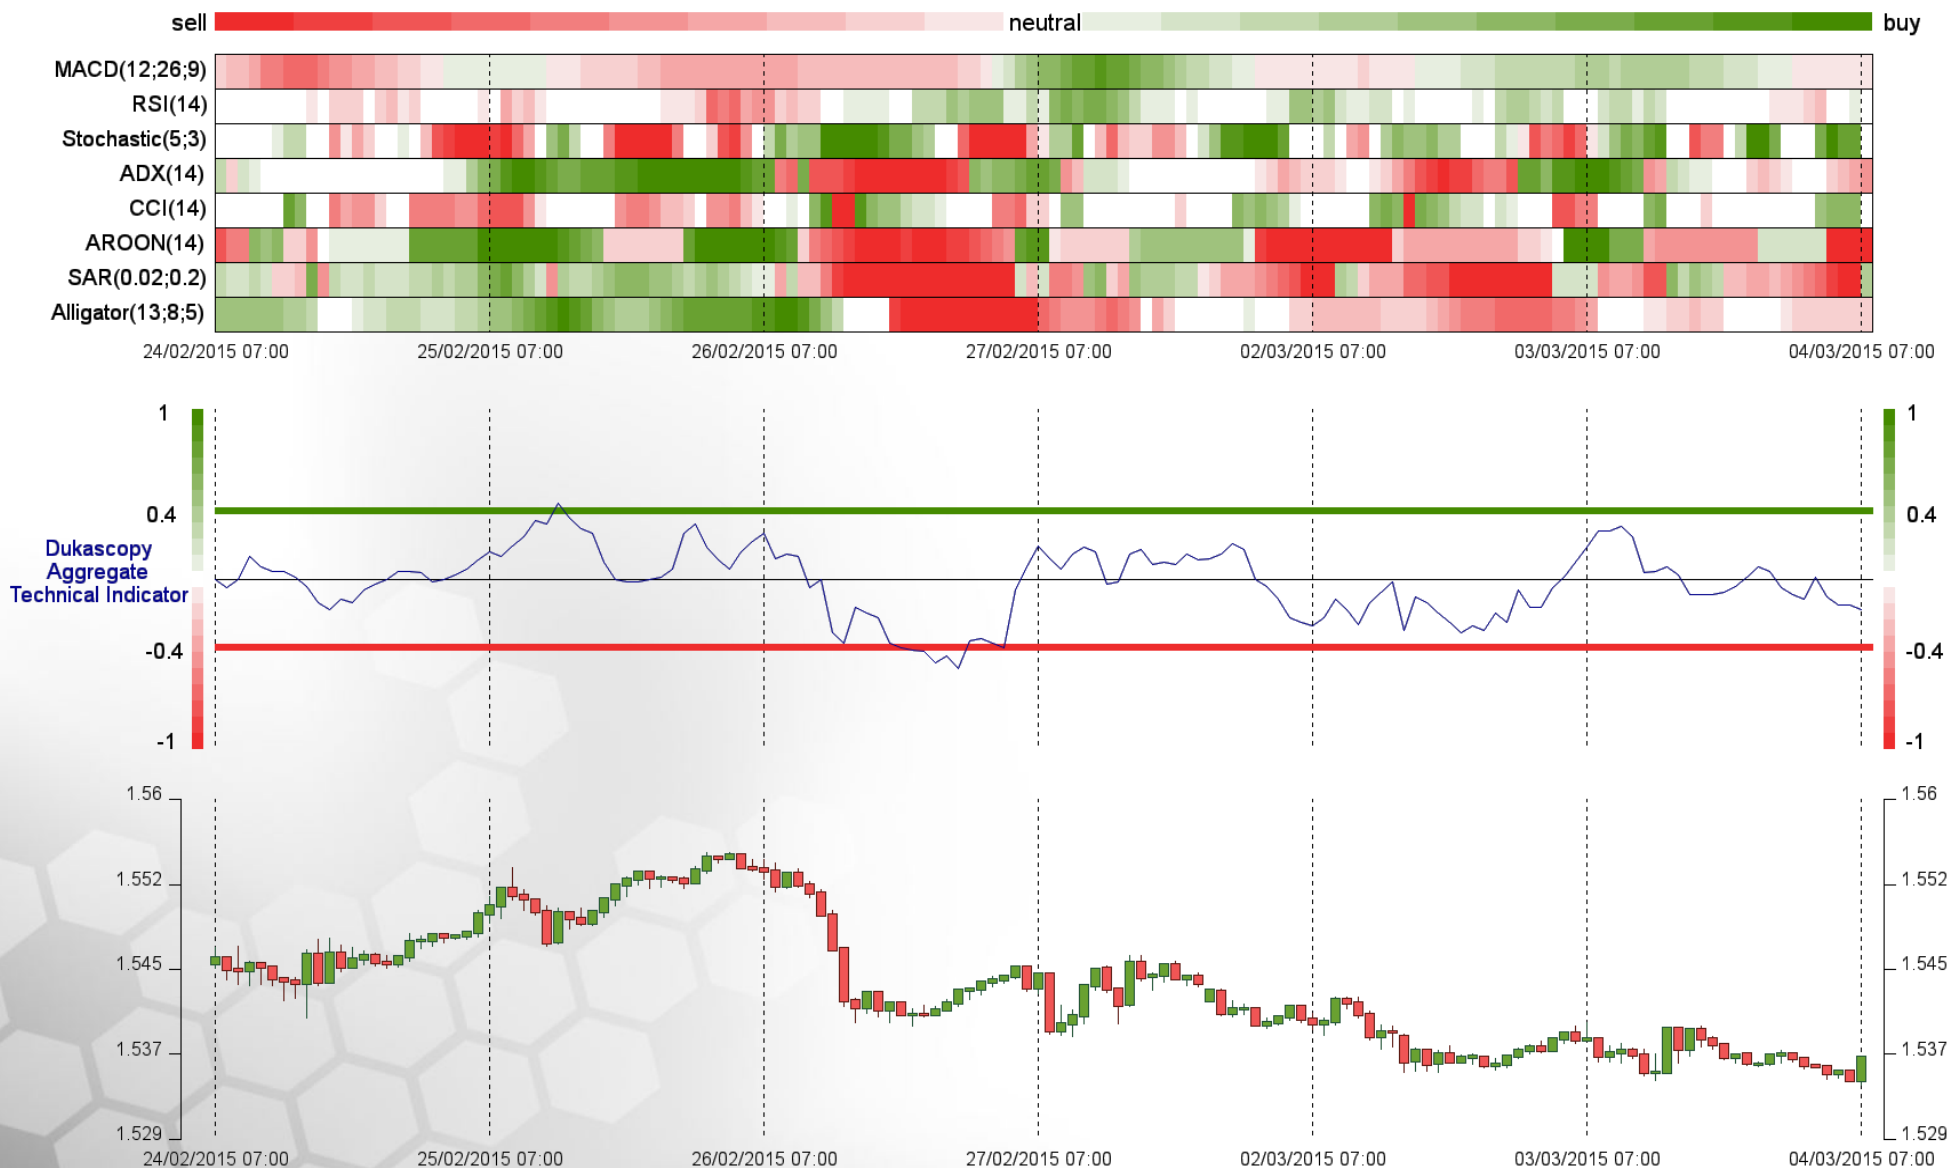 sell neutral buy
MACD(12;26;9)
RSI(14)
Stochastic(5;3)
ADX(14)
CCI(14)
AROON(14)
SAR(0.02;0.2)
Alligator(13;8;5)
24/02/2015 07:00 25/02/2015 07:00 26/02/2015 07:00 27/02/2015 07:00 02/03/2015 07:00 03/03/2015 07:00 04/03/2015 07:00
1 1
0.4 0.4
Dukascopy
Aggregate
Technical Indicator
-0.4 -0.4
-1 -1
1.56 1.56
1.552 1.552
1.545 1.545
1.537 1.537
1.529 1.529
24/02/2015 07:00 25/02/2015 07:00 26/02/2015 07:00 27/02/2015 07:00 02/03/2015 07:00 03/03/2015 07:00 04/03/2015 07:00